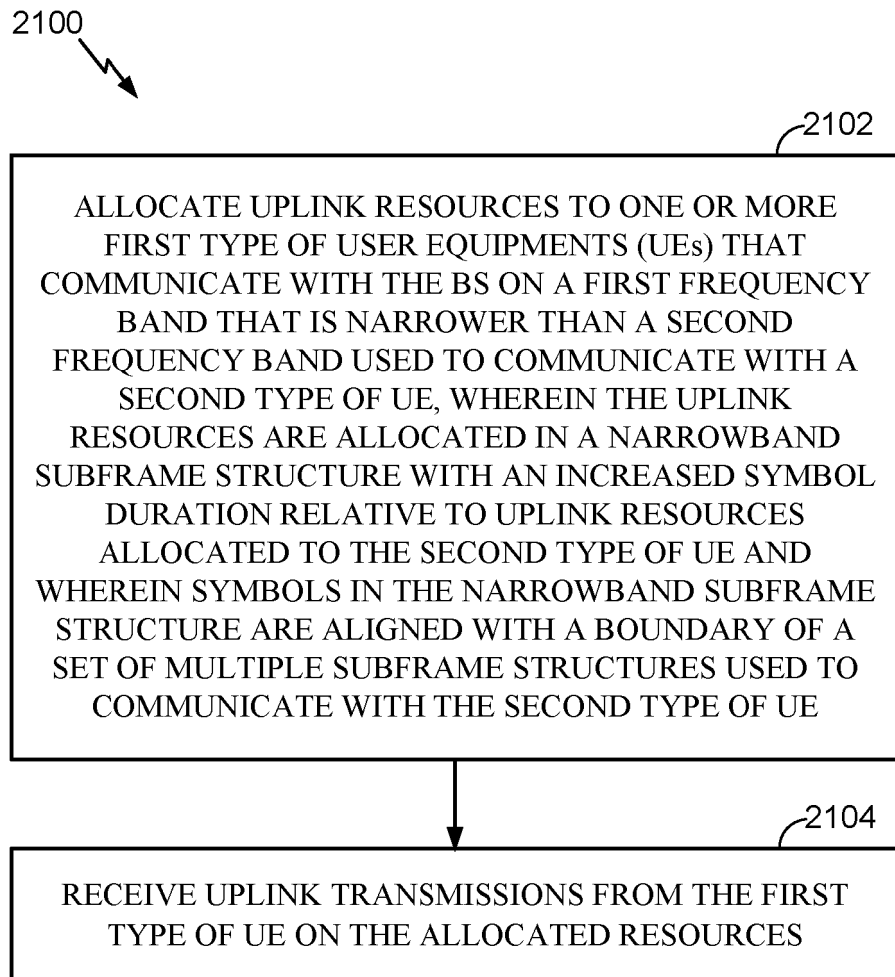 2100
2102
ALLOCATE UPLINK RESOURCES TO ONE OR MORE
FIRST TYPE OF USER EQUIPMENTS (UEs) THAT
COMMUNICATE WITH THE BS ON A FIRST FREQUENCY
BAND THAT IS NARROWER THAN A SECOND
FREQUENCY BAND USED TO COMMUNICATE WITH A
SECOND TYPE OF UE, WHEREIN THE UPLINK
RESOURCES ARE ALLOCATED IN A NARROWBAND
SUBFRAME STRUCTURE WITH AN INCREASED SYMBOL
DURATION RELATIVE TO UPLINK RESOURCES
ALLOCATED TO THE SECOND TYPE OF UE AND
WHEREIN SYMBOLS IN THE NARROWBAND SUBFRAME
STRUCTURE ARE ALIGNED WITH A BOUNDARY OF A
SET OF MULTIPLE SUBFRAME STRUCTURES USED TO
COMMUNICATE WITH THE SECOND TYPE OF UE
2104
RECEIVE UPLINK TRANSMISSIONS FROM THE FIRST
TYPE OF UE ON THE ALLOCATED RESOURCES